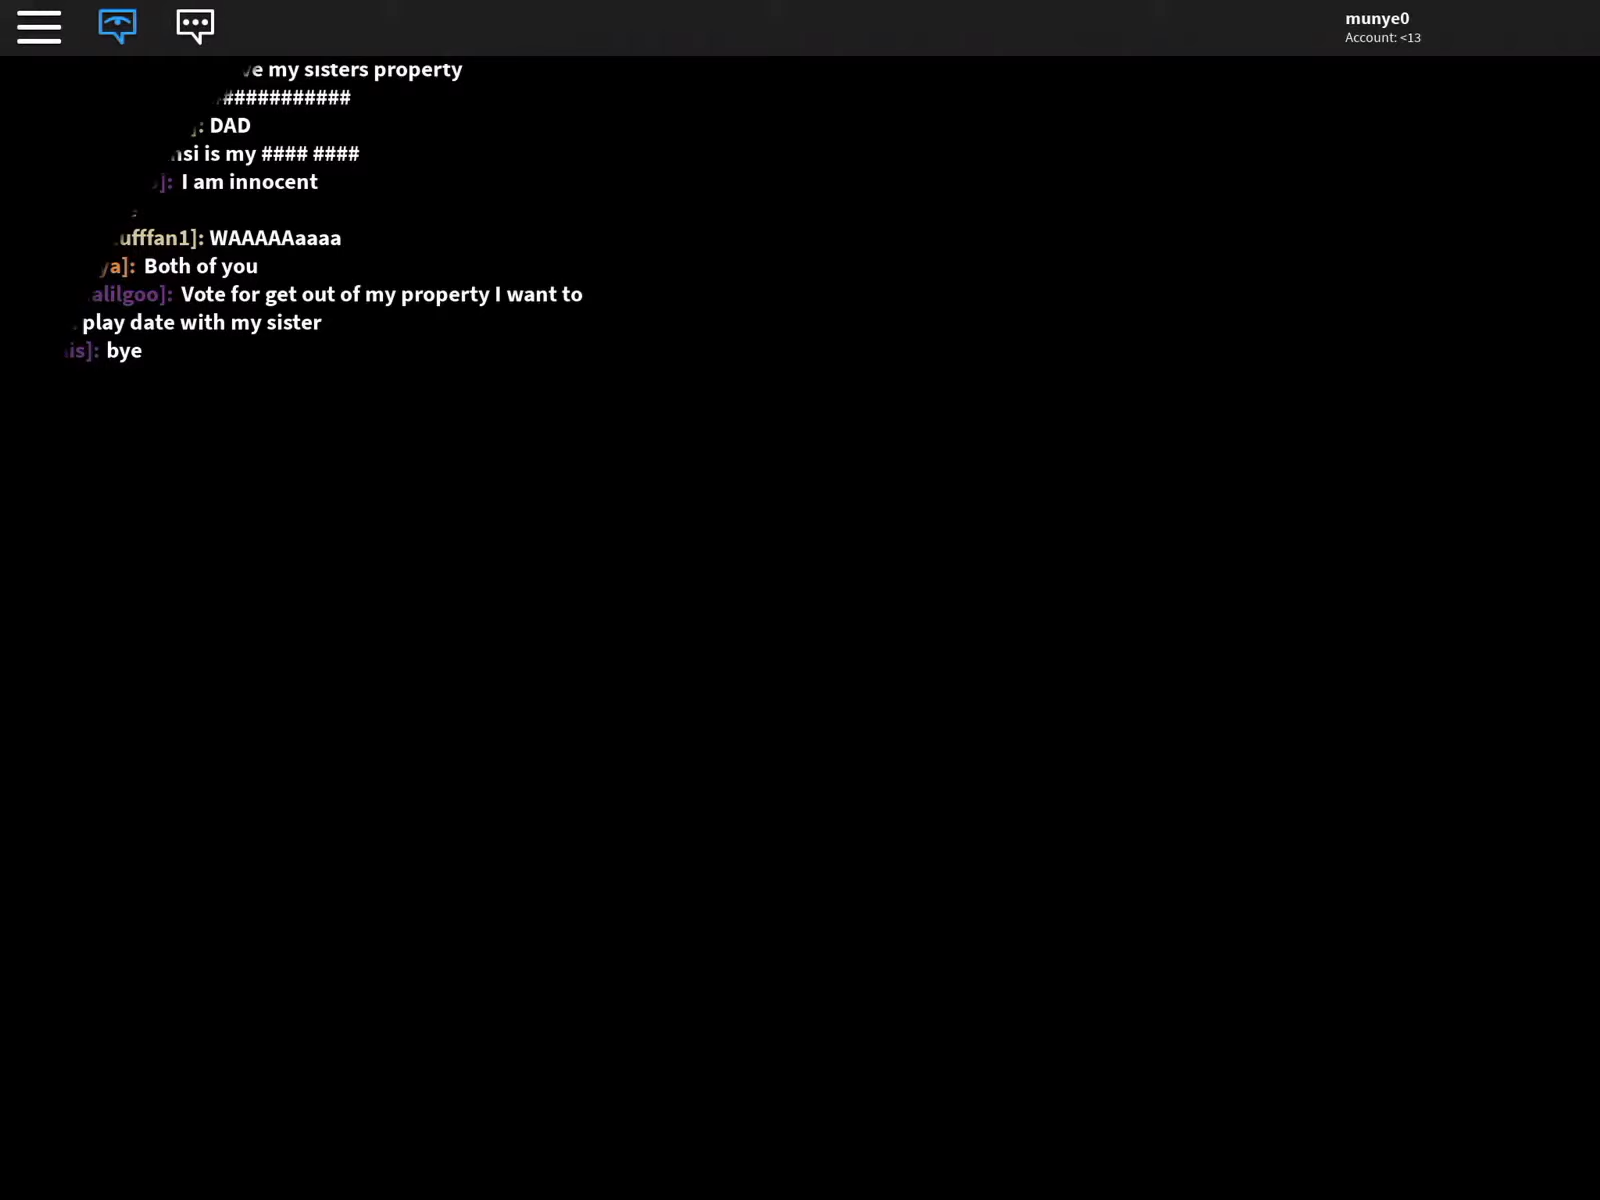 munye0
Account: <13
my sisters property
###########
]: DAD
is my #### ####
]: I am innocent
ufffan1]: WAAAAAaaaa
ya]: Both of you
alilgoo]: Vote for get out of my property I want to
play date with my sister
is]: bye